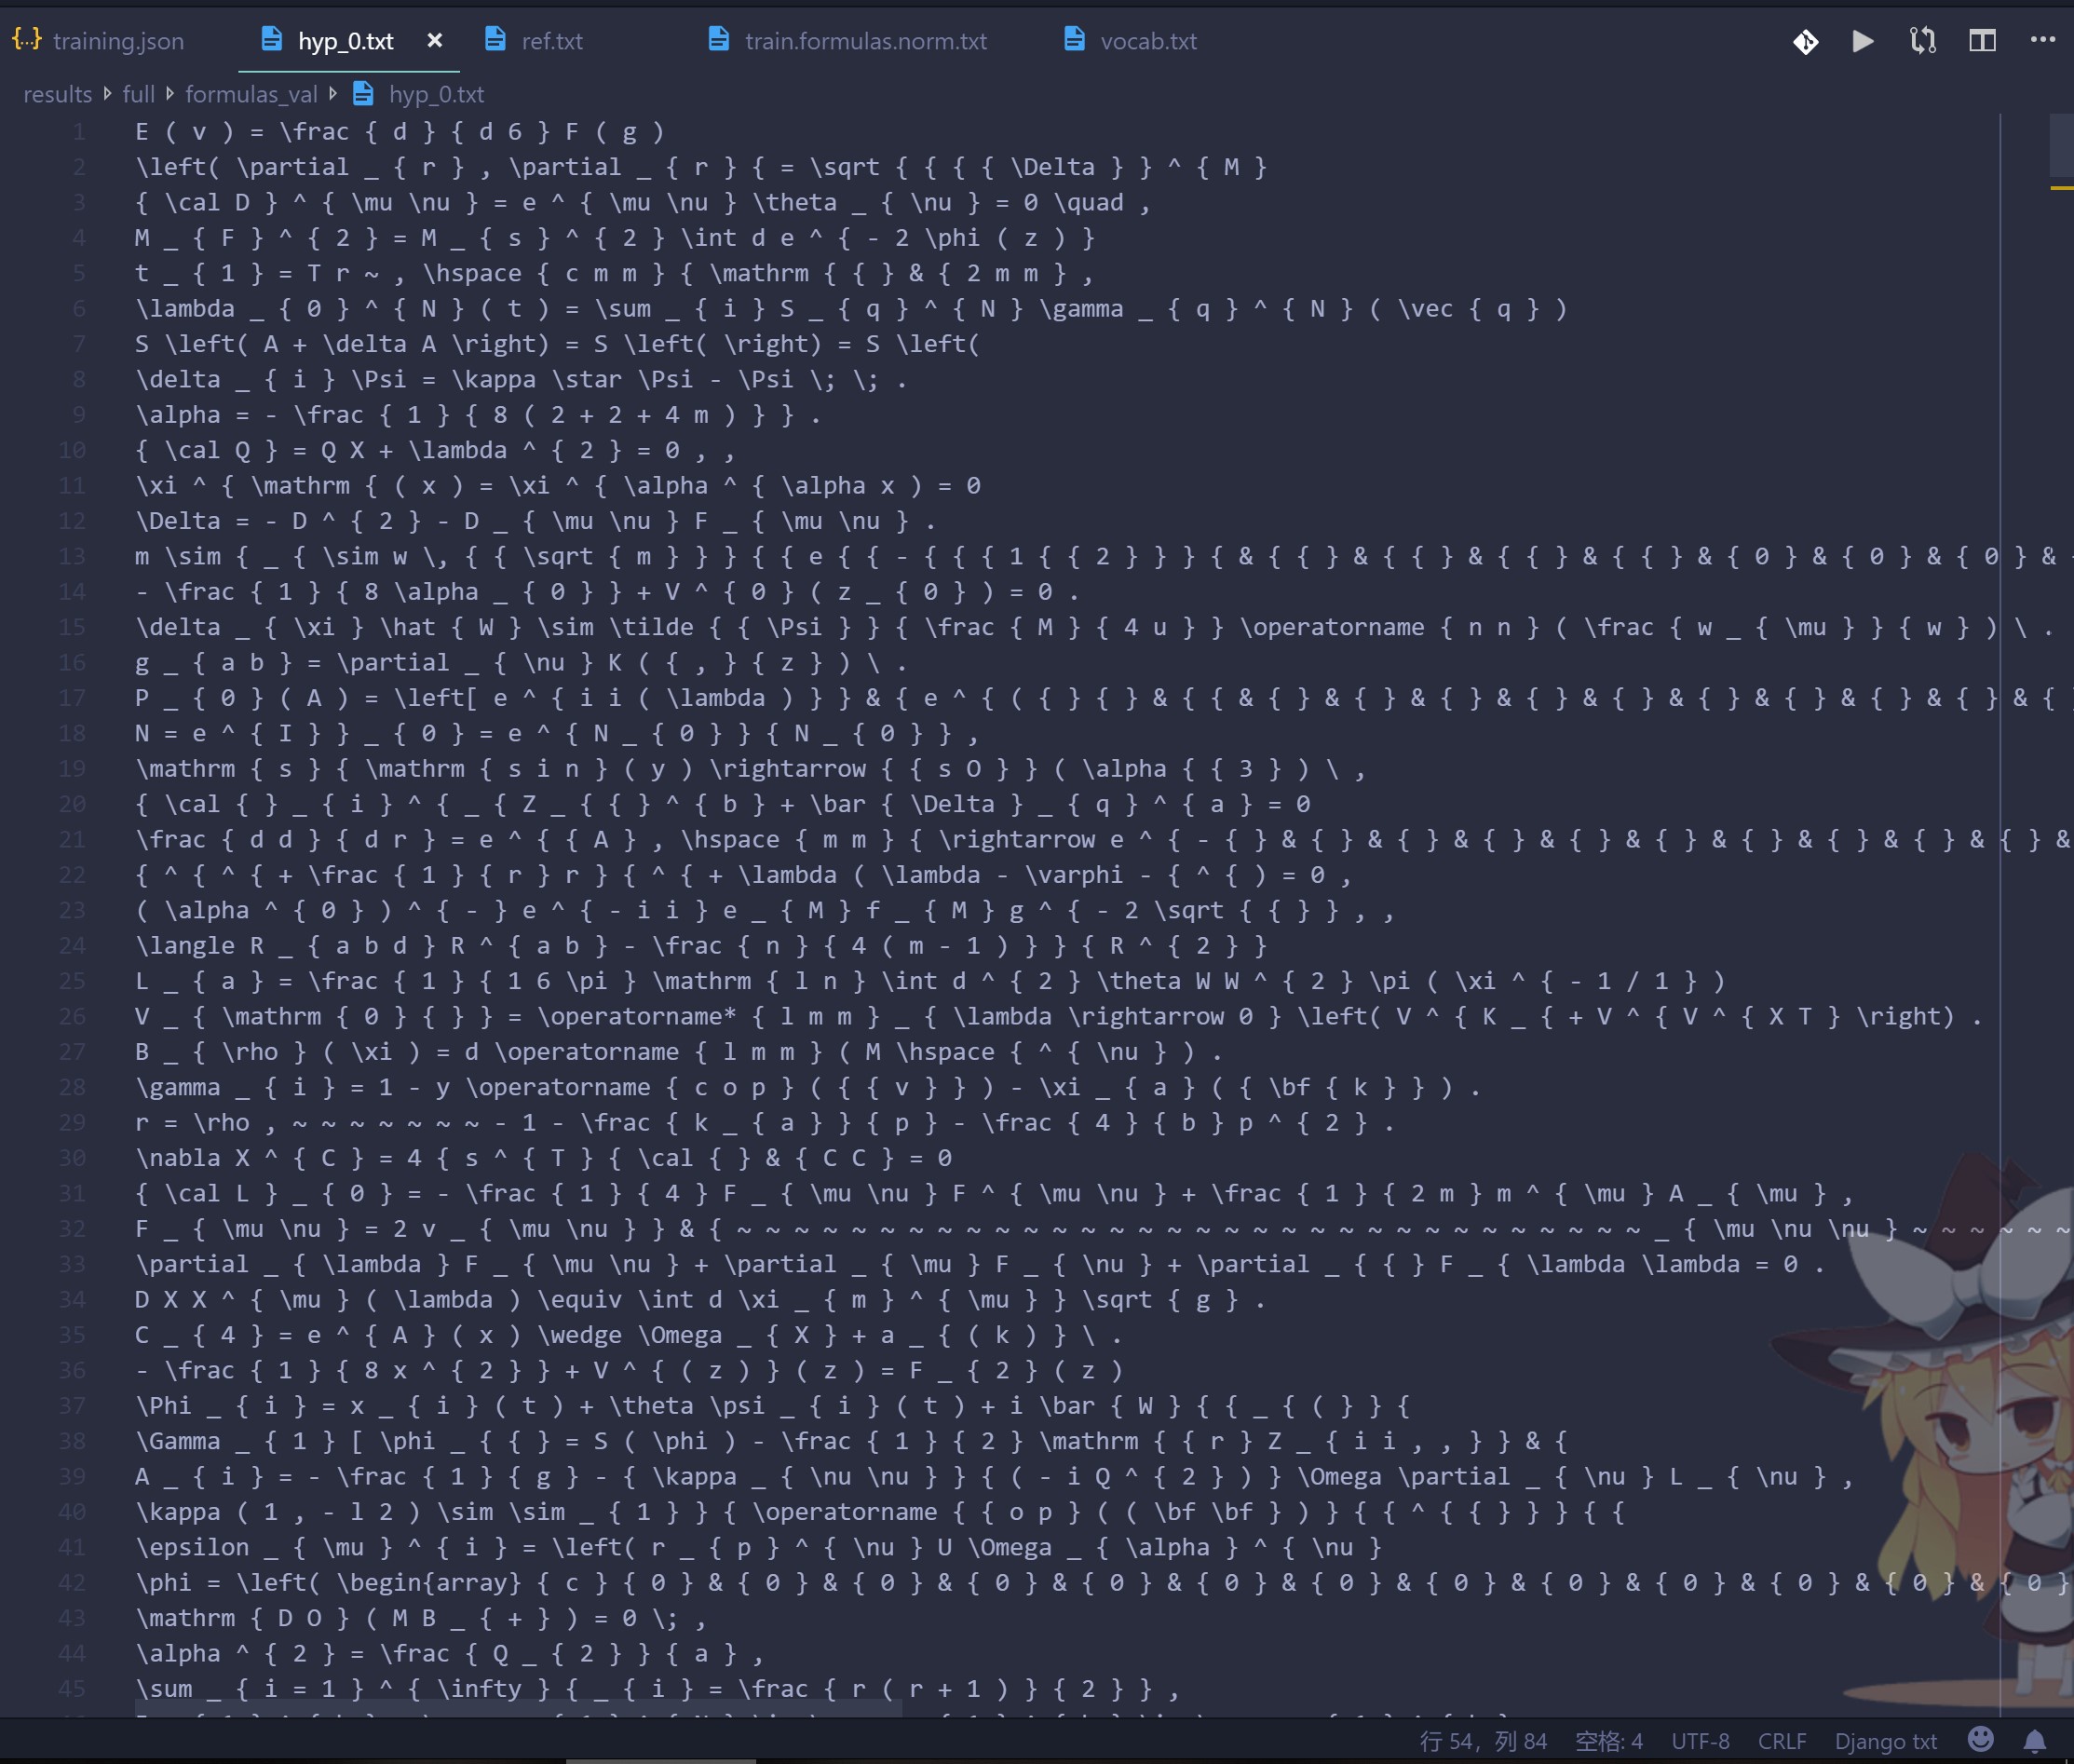 {..} training.json hyp_0.txt × ref.txt train.formulas.norm.txt vocab.txt ...
results full formulas_val hyp_0.txt
1 E ( v ) = \frac { d } { d 6 } F ( g )
2 \left( \partial _ { r } , \partial _ { r } { = \sqrt { { { { \Delta } } ^ { M }
3 { \cal D } ^ { \mu \nu } = e ^ { \mu \nu } \theta _ { \nu } = 0 \quad ,
4 M _ { F } ^ { 2 } = M _ { s } ^ { 2 } \int d e ^ { - 2 \phi ( z ) }
5 t _ { 1 } = T r ~ , \hspace { c m m } { \mathrm { { } & { 2 m m } ,
6 \lambda _ { 0 } ^ { N } ( t ) = \sum _ { i } S _ { q } ^ { N } \gamma _ { q } ^ { N } ( \vec { q } )
7 S \left( A + \delta A \right) = S \left( \right) = S \left(
8 \delta _ { i } \Psi = \kappa \star \Psi - \Psi \; \; .
9 \alpha = - \frac { 1 } { 8 ( 2 + 2 + 4 m ) } } .
10 { \cal Q } = Q X + \lambda ^ { 2 } = 0 , ,
11 \xi ^ { \mathrm { ( x ) = \xi ^ { \alpha ^ { \alpha x ) = 0
12 \Delta = - D ^ { 2 } - D _ { \mu \nu } F _ { \mu \nu } .
13 m \sim { _ { \sim w \, { { \sqrt { m } } } { { e { { - { { { 1 { { 2 } } } { & { { } & { { } & { { } & { { } & { 0 } & { 0 } & { 0 } &
14 - \frac { 1 } { 8 \alpha _ { 0 } } + V ^ { 0 } ( z _ { 0 } ) = 0 .
15 \delta _ { \xi } \hat { W } \sim \tilde { { \Psi } } { \frac { M } { 4 u } } \operatorname { n n } ( \frac { w _ { \mu } } { w } ) \ .
16 g _ { a b } = \partial _ { \nu } K ( { , } { z } ) \ .
17 P _ { 0 } ( A ) = \left[ e ^ { i i ( \lambda ) } } & { e ^ { ( { } { } & { { & { } & { } & { } & { } & { } & { } & { } & { } & { } & {
18 N = e ^ { I } } _ { 0 } = e ^ { N _ { 0 } } { N _ { 0 } } ,
19 \mathrm { s } { \mathrm { s i n } ( y ) \rightarrow { { s O } } ( \alpha { { 3 } ) \ ,
20 { \cal { } _ { i } ^ { _ { Z _ { { } ^ { b } + \bar { \Delta } _ { q } ^ { a } = 0
21 \frac { d d } { d r } = e ^ { { A } , \hspace { m m } { \rightarrow e ^ { - { } & { } & { } & { } & { } & { } & { } & { } & { } & { } &
22 { ^ { ^ { + \frac { 1 } { r } r } { ^ { + \lambda ( \lambda - \varphi - { ^ { ) = 0 ,
23 ( \alpha ^ { 0 } ) ^ { - } e ^ { - i i } e _ { M } f _ { M } g ^ { - 2 \sqrt { { } } , ,
24 \langle R _ { a b d } R ^ { a b } - \frac { n } { 4 ( m - 1 ) } } { R ^ { 2 } }
25 L _ { a } = \frac { 1 } { 1 6 \pi } \mathrm { l n } \int d ^ { 2 } \theta W W ^ { 2 } \pi ( \xi ^ { - 1 / 1 } )
26 V _ { \mathrm { 0 } { } } = \operatorname* { l m m } _ { \lambda \rightarrow 0 } \left( V ^ { K _ { + V ^ { V ^ { X T } \right) .
27 B _ { \rho } ( \xi ) = d \operatorname { l m m } ( M \hspace { ^ { \nu } ) .
28 \gamma _ { i } = 1 - y \operatorname { c o p } ( { { v } } ) - \xi _ { a } ( { \bf { k } } ) .
29 r = \rho , ~ ~ ~ ~ ~ ~ ~ - 1 - \frac { k _ { a } } { p } - \frac { 4 } { b } p ^ { 2 } .
30 \nabla X ^ { C } = 4 { s ^ { T } { \cal { } & { C C } = 0
31 { \cal L } _ { 0 } = - \frac { 1 } { 4 } F _ { \mu \nu } F ^ { \mu \nu } + \frac { 1 } { 2 m } m ^ { \mu } A _ { \mu } ,
32 F _ { \mu \nu } = 2 v _ { \mu \nu } } & { ~ ~ ~ ~ ~ ~ ~ ~ ~ ~ ~ ~ ~ ~ ~ ~ ~ ~ ~ ~ ~ ~ ~ ~ ~ ~ ~ ~ ~ ~ ~ ~ _ { \mu \nu \nu } ~ ~ ~ ~ ~ ~
33 \partial _ { \lambda } F _ { \mu \nu } + \partial _ { \mu } F _ { \nu } + \partial _ { { } F _ { \lambda \lambda = 0 .
34 D X X ^ { \mu } ( \lambda ) \equiv \int d \xi _ { m } ^ { \mu } } \sqrt { g } .
35 C _ { 4 } = e ^ { A } ( x ) \wedge \Omega _ { X } + a _ { ( k ) } \ .
36 - \frac { 1 } { 8 x ^ { 2 } } + V ^ { ( z ) } ( z ) = F _ { 2 } ( z )
37 \Phi _ { i } = x _ { i } ( t ) + \theta \psi _ { i } ( t ) + i \bar { W } { { _ { ( } } {
38 \Gamma _ { 1 } [ \phi _ { { } = S ( \phi ) - \frac { 1 } { 2 } \mathrm { { r } Z _ { i i , , } } & {
39 A _ { i } = - \frac { 1 } { g } - { \kappa _ { \nu \nu } } { ( - i Q ^ { 2 } ) } \Omega \partial _ { \nu } L _ { \nu } ,
40 \kappa ( 1 , - l 2 ) \sim \sim _ { 1 } } { \operatorname { { o p } ( ( \bf \bf } ) } { { ^ { { } } } } { {
41 \epsilon _ { \mu } ^ { i } = \left( r _ { p } ^ { \nu } U \Omega _ { \alpha } ^ { \nu }
42 \phi = \left( \begin{array} { c } { 0 } & { 0 } & { 0 } & { 0 } & { 0 } & { 0 } & { 0 } & { 0 } & { 0 } & { 0 } & { 0 } & { 0 } & { 0 }
43 \mathrm { D O } ( M B _ { + } ) = 0 \; ,
44 \alpha ^ { 2 } = \frac { Q _ { 2 } } { a } ,
45 \sum _ { i = 1 } ^ { \infty } { _ { i } = \frac { r ( r + 1 ) } { 2 } } ,
行 54，列 84 空格: 4 UTF-8 CRLF Django txt